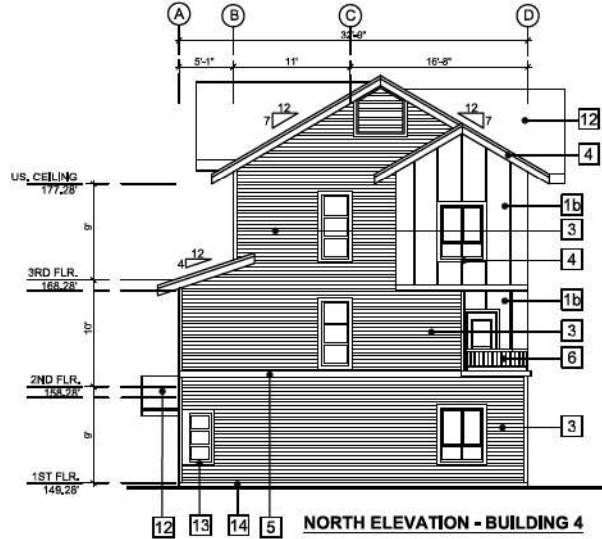 A B C D
32'-9"
5'-1" 11' 16'-8"
12
7
12
7
12
4
US. CEILING
177.28'
1b
9'
3
12
4
4
3RD FLR.
168.28'
1b
3
10'
6
2ND FLR.
158.28'
3
9'
1ST FLR.
149.28'
12 13 14 5
NORTH ELEVATION - BUILDING 4